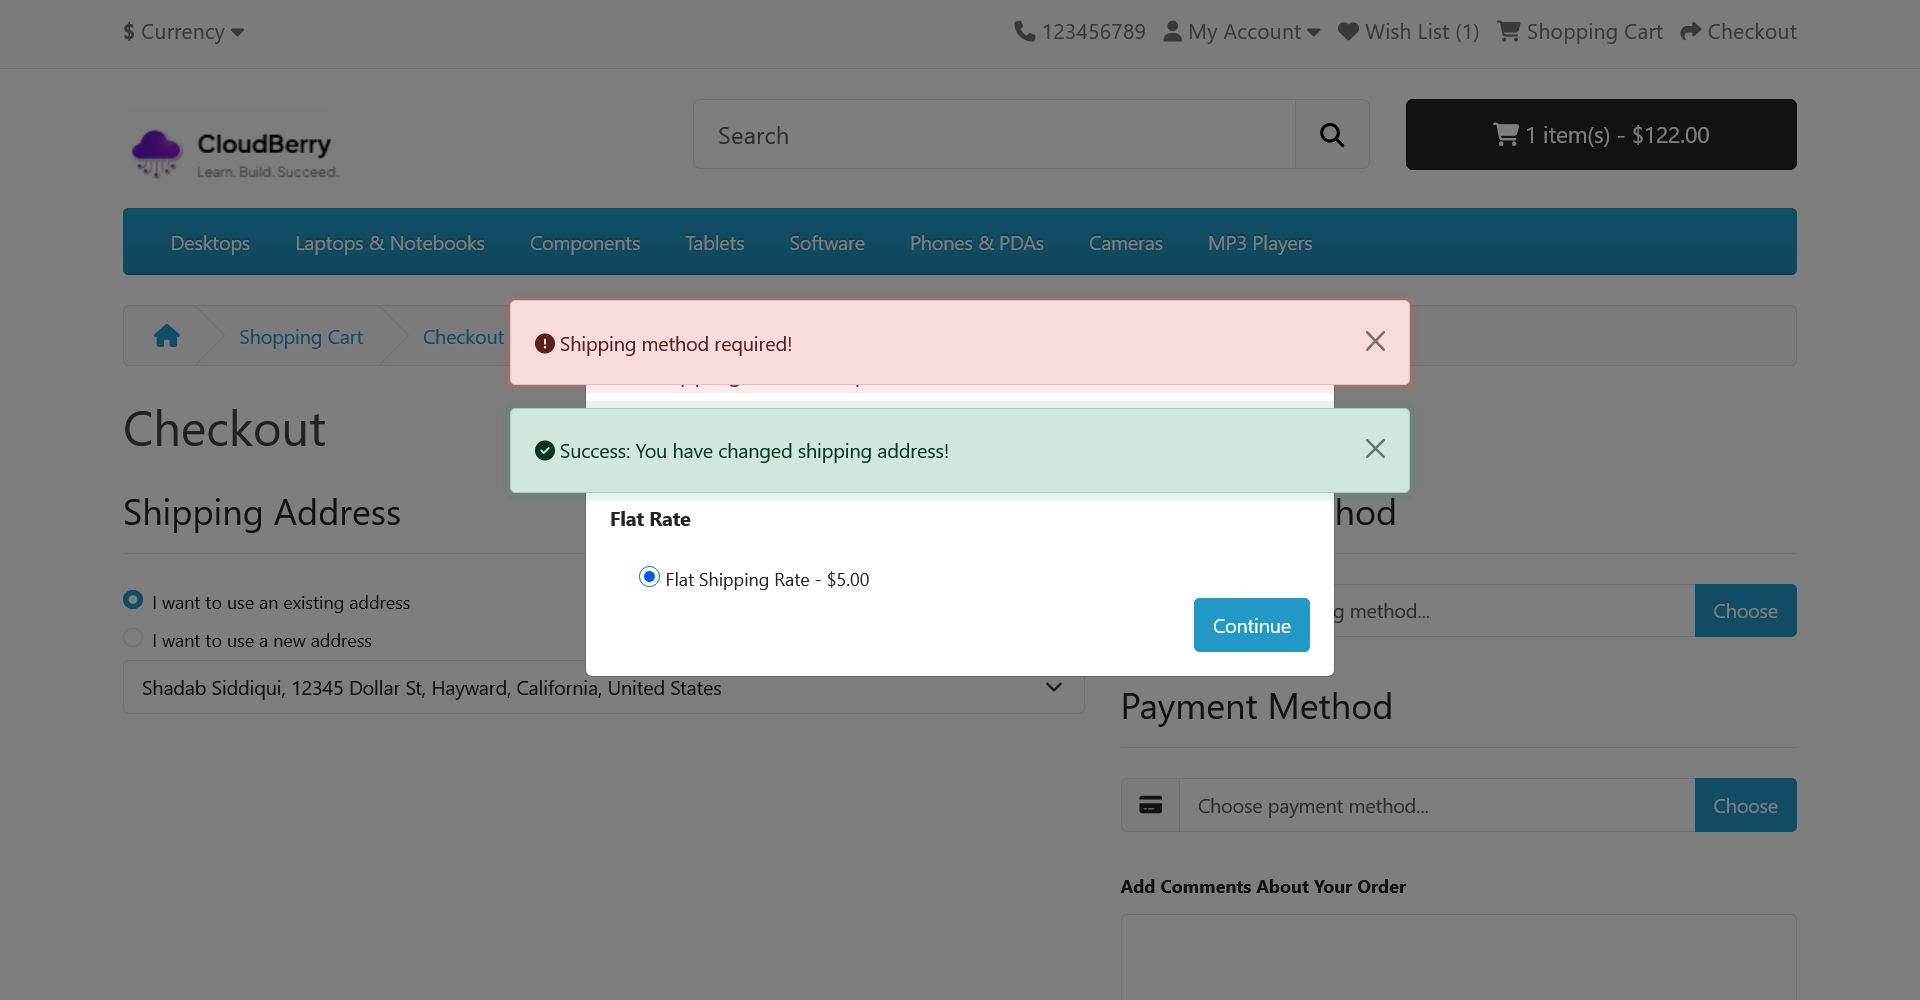 $ Currency
123456789 My Account Wish List (1) Shopping Cart Checkout
CloudBerry
Learn. Build. Succeed.
Search
1 item(s) - $122.00
Desktops Laptops & Notebooks Components Tablets Software Phones & PDAs Cameras MP3 Players
Shopping Cart Checkout
Shipping method required!
Success: You have changed shipping address!
Checkout
Shipping Address
Flat Rate
Flat Shipping Rate - $5.00
Continue
I want to use an existing address
I want to use a new address
Shadab Siddiqui, 12345 Dollar St, Hayward, California, United States
method...
Choose
Payment Method
Choose payment method...
Choose
Add Comments About Your Order